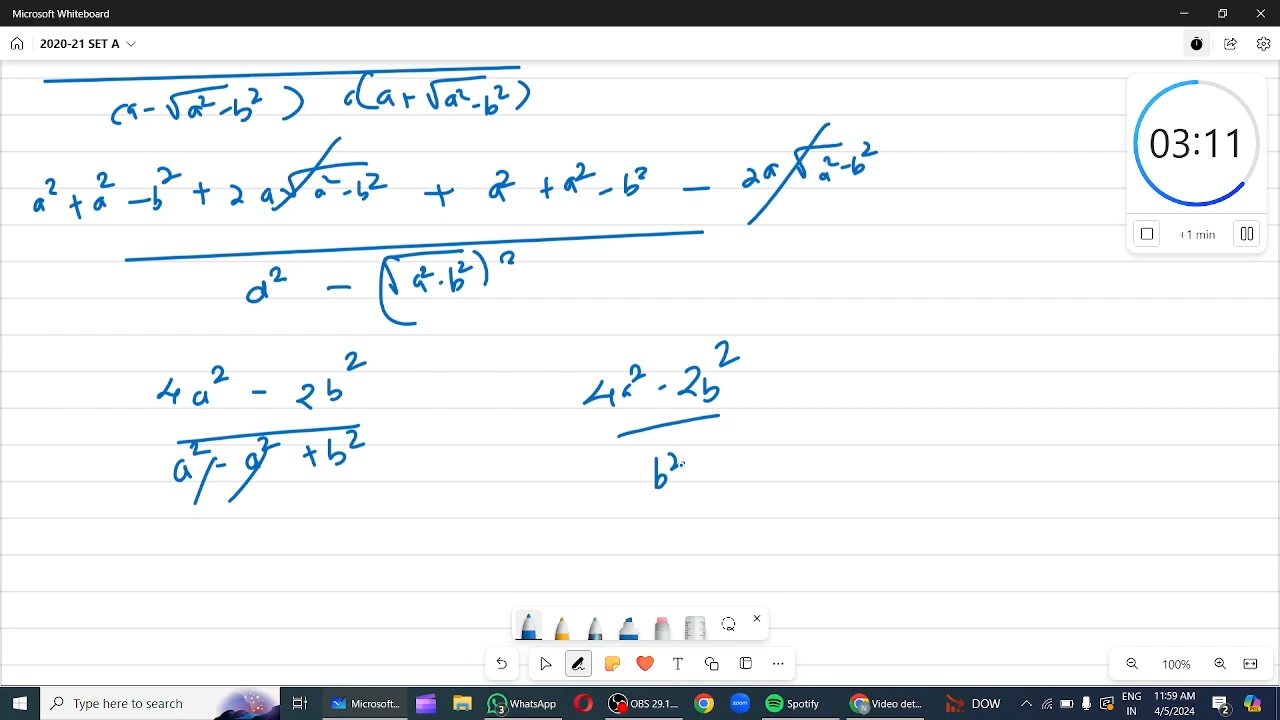 Microsoft Whiteboard
2020-21 SET A
(a - √a² - b²) (a + √a² - b²)
a² + a² - b² + 2a√a² - b² + a² + a² - b² - 2a√a² - b²
a² - (√a² - b²)²
4a² - 2b²
a² - a² + b²
4a² - 2b²
b²
03:11
+1 min
100%
Type here to search
Microsoft...
3
WhatsApp
OBS 29.1...
Spotify
VideoDet...
DOW
ENG
IN
11:59 AM
4/5/2024
2